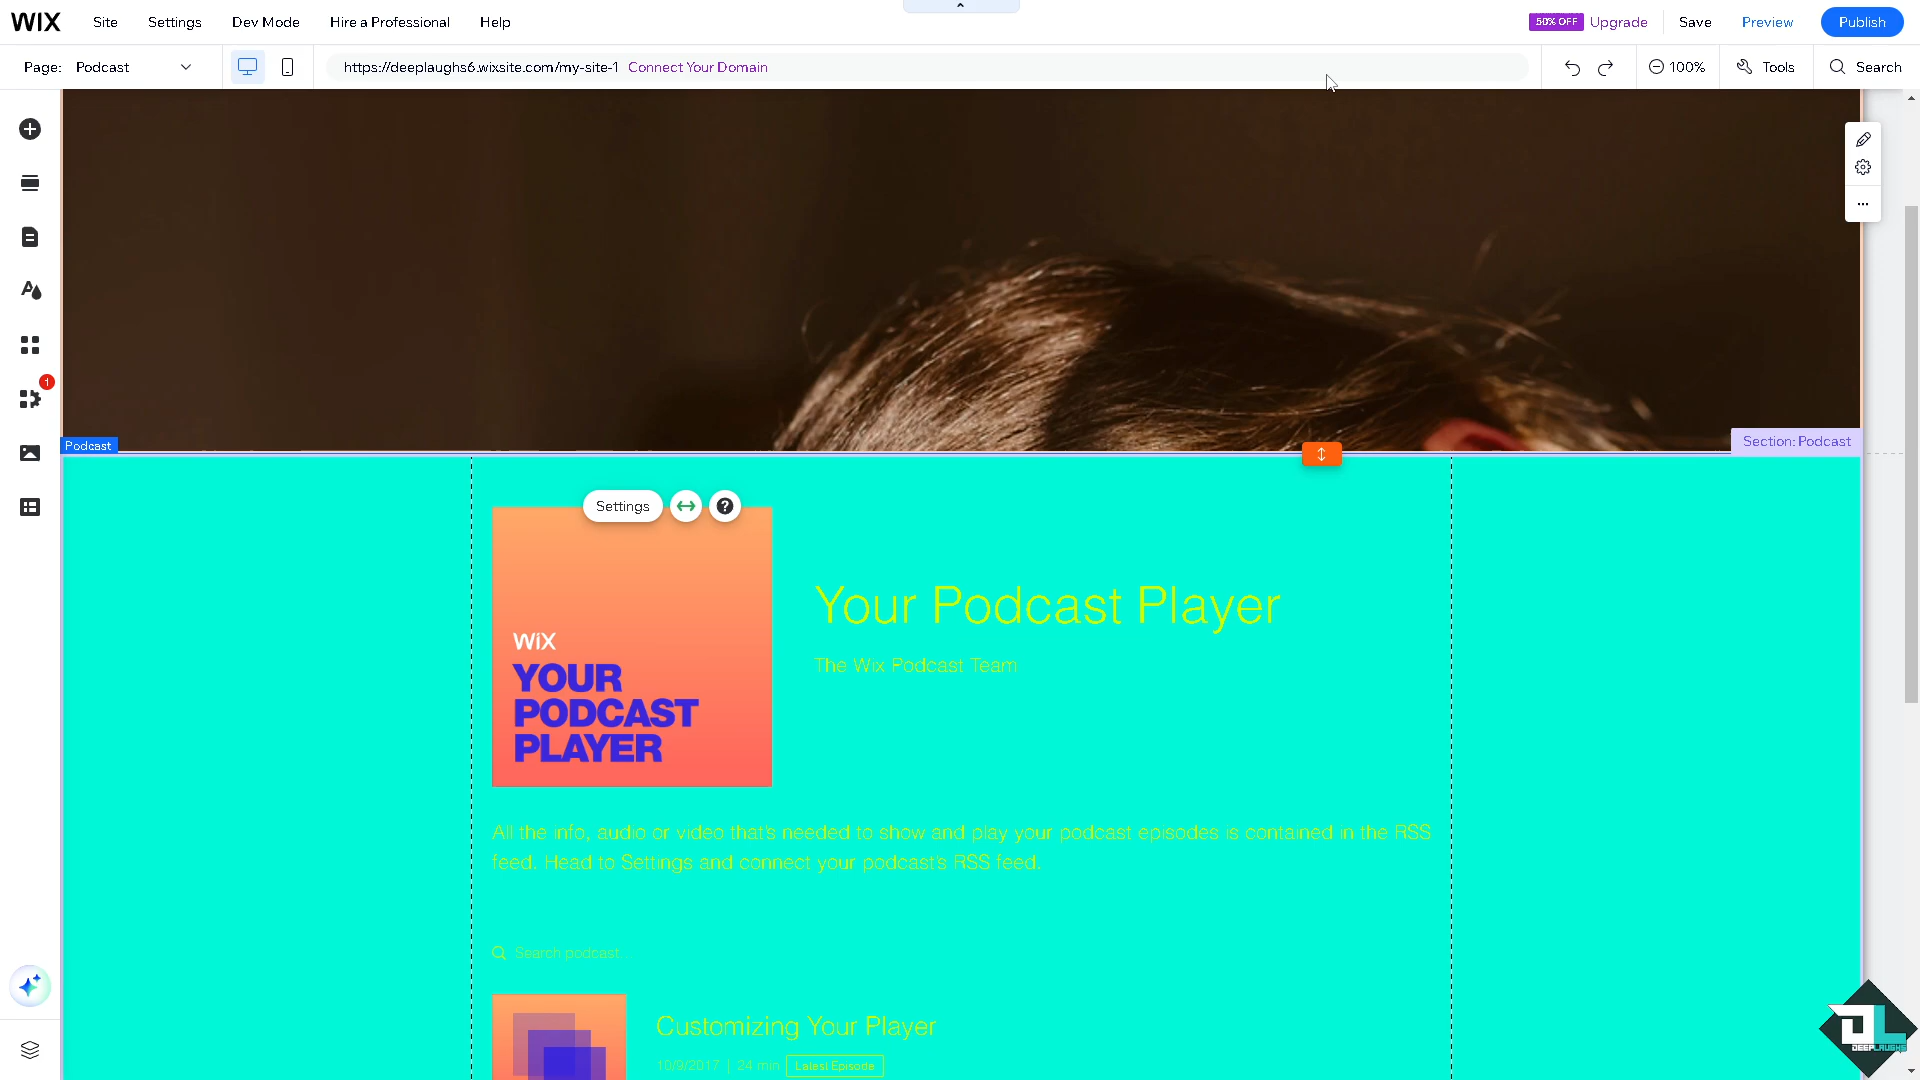 WIX Site Settings Dev Mode Hire a Professional Help 50% OFF Upgrade Save Preview Publish
Page: Podcast https://deeplaughs6.wixsite.com/my-site-1 Connect Your Domain 100% Tools Search
1
Podcast
Section: Podcast
Settings
WiX
YOUR
PODCAST
PLAYER
Your Podcast Player
The Wix Podcast Team
All the info, audio or video that's needed to show and play your podcast episodes is contained in the RSS
feed. Head to Settings and connect your podcast's RSS feed.
Search podcast...
Customizing Your Player
10/9/2017 | 24 min Latest Episode
DL
DEEPLAUGHS